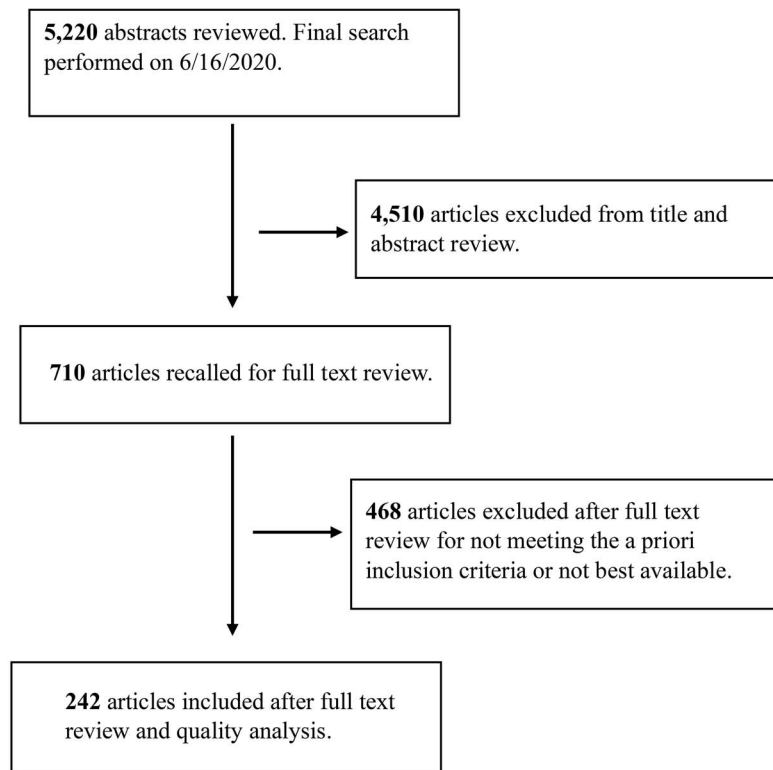 5,220 abstracts reviewed. Final search
performed on 6/16/2020.
4,510 articles excluded from title and
abstract review.
710 articles recalled for full text review.
468 articles excluded after full text
review for not meeting the a priori
inclusion criteria or not best available.
242 articles included after full text
review and quality analysis.